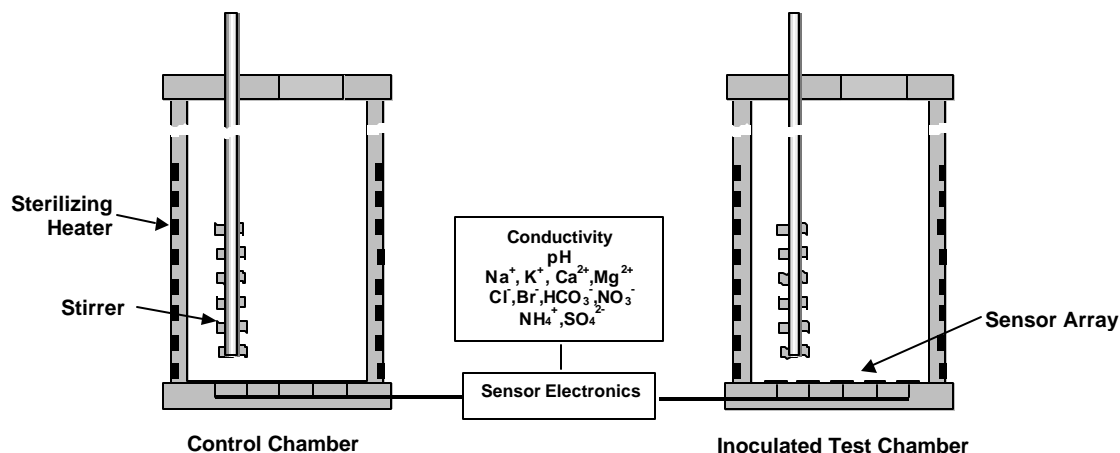 Sterilizing
Heater
Stirrer
Conductivity
pH
Na⁺, K⁺, Ca²⁺,Mg²⁺
Cl⁻,Br⁻,HCO₃⁻,NO₃⁻
NH₄⁺,SO₄²⁻
Sensor Electronics
Sensor Array
Control Chamber
Inoculated Test Chamber